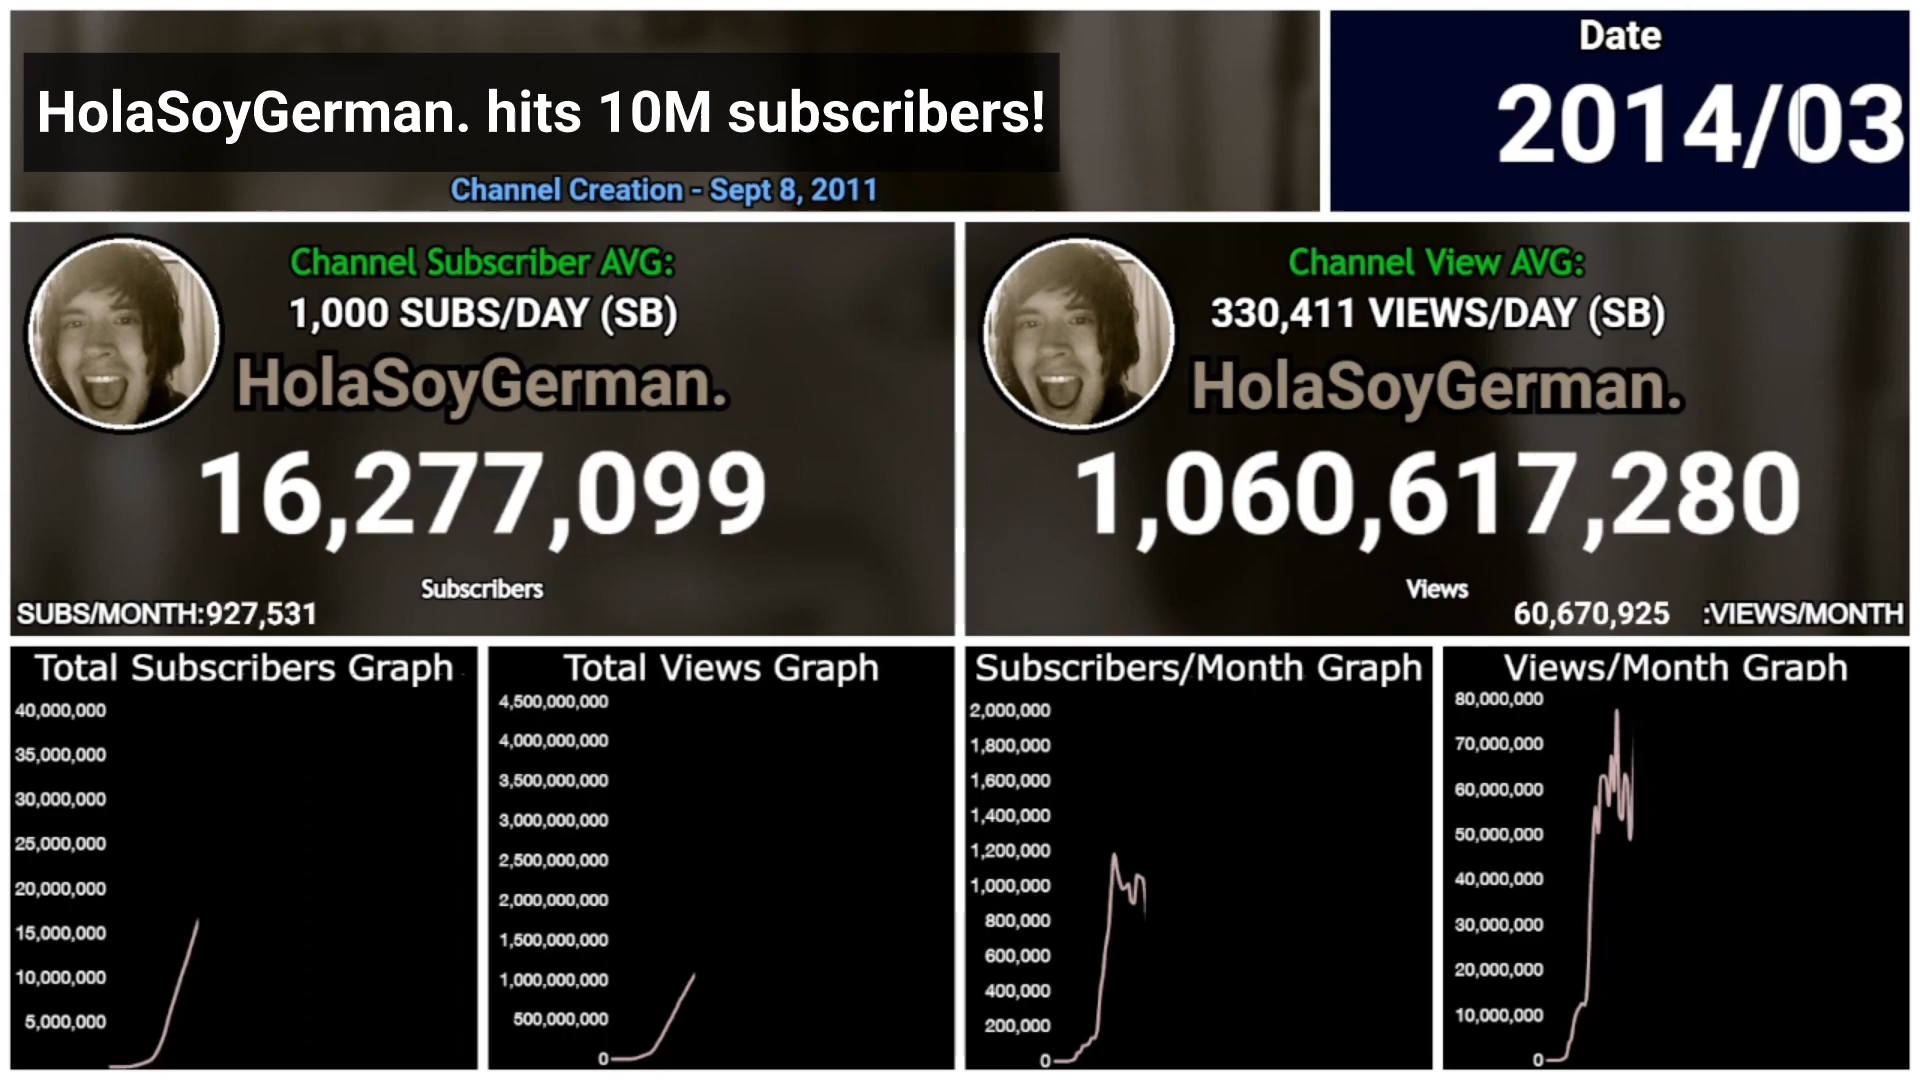 HolaSoyGerman. hits 10M subscribers!
Channel Creation - Sept 8, 2011
Date
2014/03
Channel Subscriber AVG:
1,000 SUBS/DAY (SB)
HolaSoyGerman.
16,277,099
Subscribers
SUBS/MONTH:927,531
Channel View AVG:
330,411 VIEWS/DAY (SB)
HolaSoyGerman.
1,060,617,280
Views
60,670,925 :VIEWS/MONTH
Total Subscribers Graph
40,000,000
35,000,000
30,000,000
25,000,000
20,000,000
15,000,000
10,000,000
5,000,000
Total Views Graph
4,500,000,000
4,000,000,000
3,500,000,000
3,000,000,000
2,500,000,000
2,000,000,000
1,500,000,000
1,000,000,000
500,000,000
0
Subscribers/Month Graph
2,000,000
1,800,000
1,600,000
1,400,000
1,200,000
1,000,000
800,000
600,000
400,000
200,000
0
Views/Month Graph
80,000,000
70,000,000
60,000,000
50,000,000
40,000,000
30,000,000
20,000,000
10,000,000
0